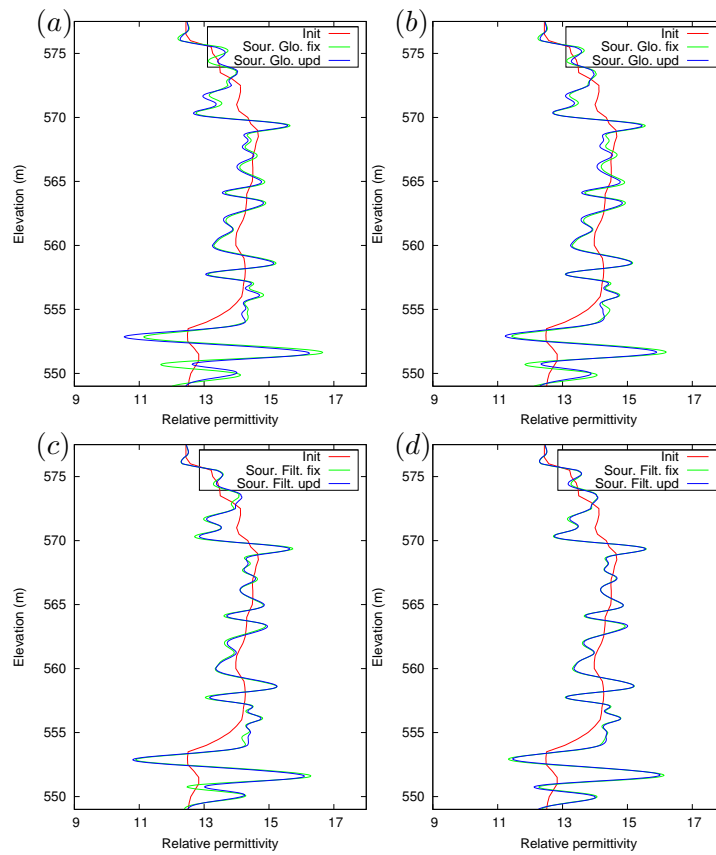 (a)
Init
Sour. Glo. fix
Sour. Glo. upd
575
570
565
560
555
550
Elevation (m)
9 11 13 15 17
Relative permittivity
(b)
Init
Sour. Glo. fix
Sour. Glo. upd
575
570
565
560
555
550
Elevation (m)
9 11 13 15 17
Relative permittivity
(c)
Init
Sour. Filt. fix
Sour. Filt. upd
575
570
565
560
555
550
Elevation (m)
9 11 13 15 17
Relative permittivity
(d)
Init
Sour. Filt. fix
Sour. Filt. upd
575
570
565
560
555
550
Elevation (m)
9 11 13 15 17
Relative permittivity